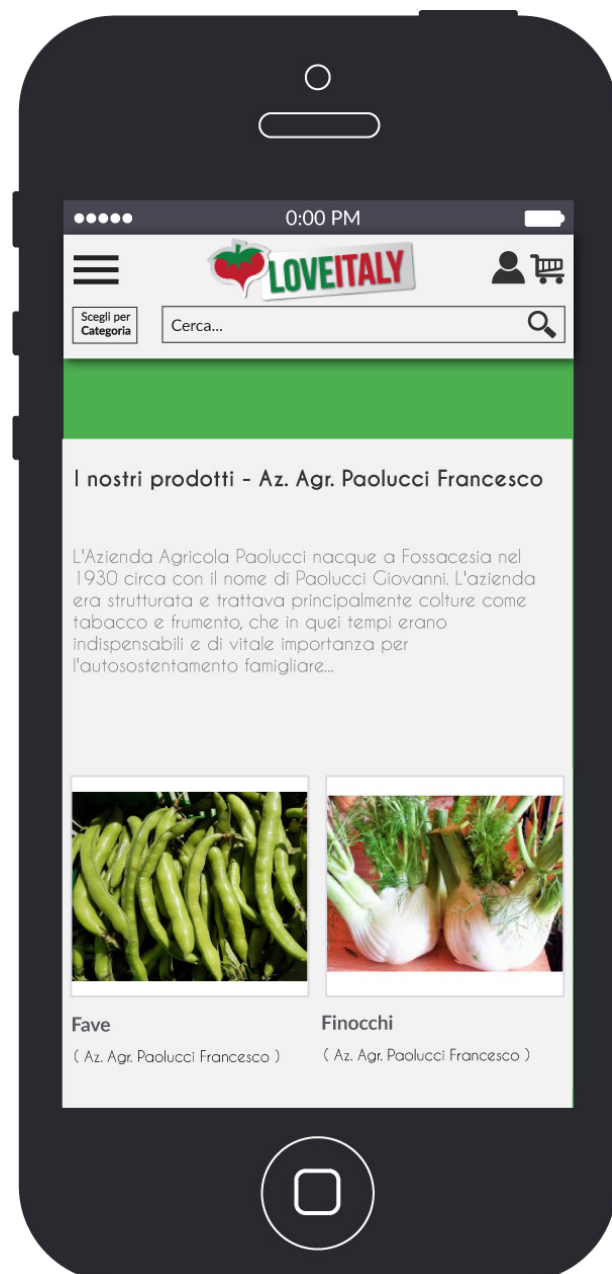 0:00 PM
LOVEITALY
Scegli per
Categoria
Cerca...
I nostri prodotti - Az. Agr. Paolucci Francesco
L'Azienda Agricola Paolucci nacque a Fossacesia nel
1930 circa con il nome di Paolucci Giovanni. L'azienda
era strutturata e trattava principalmente colture come
tabacco e frumento, che in quei tempi erano
indispensabili e di vitale importanza per
l'autosostentamento famigliare...
Fave
( Az. Agr. Paolucci Francesco )
Finocchi
( Az. Agr. Paolucci Francesco )